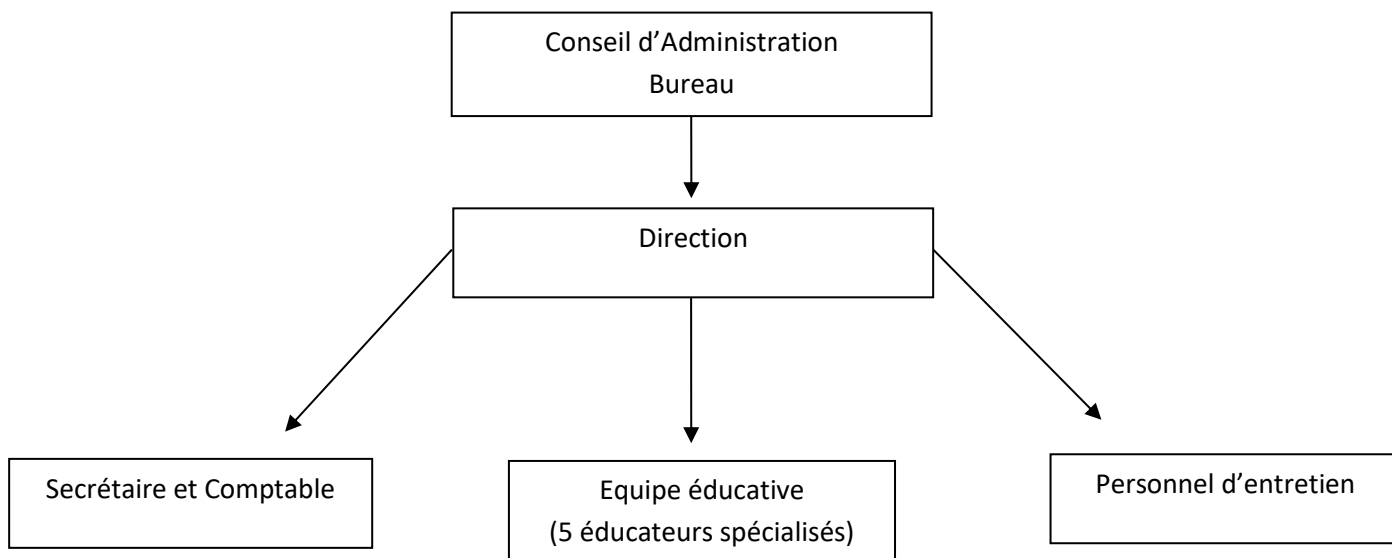 Conseil d’Administration
Bureau
Direction
Secrétaire et Comptable
Equipe éducative
(5 éducateurs spécialisés)
Personnel d’entretien